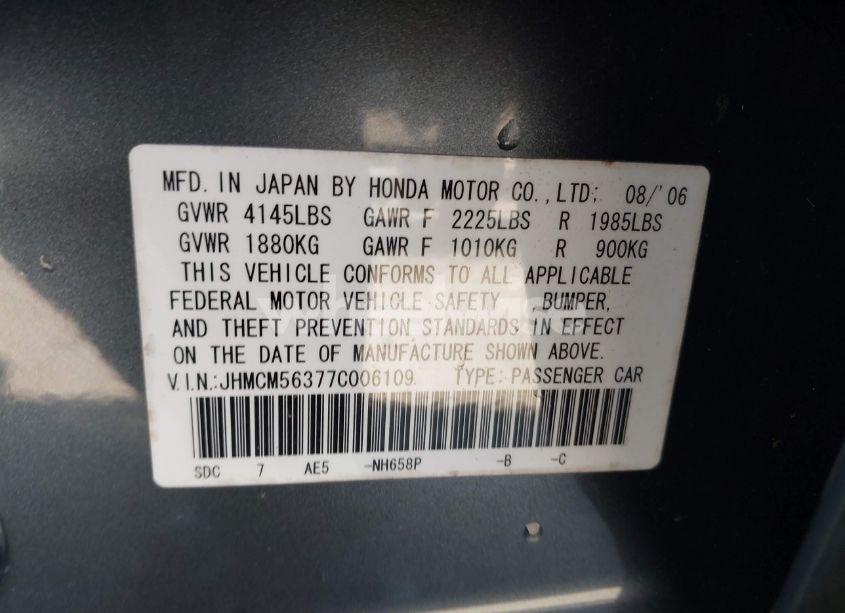 MFD. IN JAPAN BY HONDA MOTOR CO., LTD; 08/'06
GVWR 4145LBS GAWR F 2225LBS R 1985LBS
GVWR 1880KG GAWR F 1010KG R 900KG
THIS VEHICLE CONFORMS TO ALL APPLICABLE
FEDERAL MOTOR VEHICLE SAFETY , BUMPER,
AND THEFT PREVENTION STANDARDS IN EFFECT
ON THE DATE OF MANUFACTURE SHOWN ABOVE.
V.I.N.:JHMCM56377C006109. TYPE: PASSENGER CAR
SDC 7 AE5 -NH658P -B -C